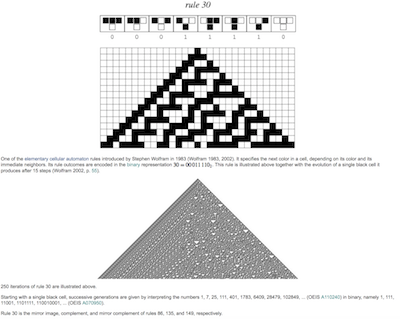 rule 30
0 0 0 1 1 1 1 0
One of the elementary cellular automaton rules introduced by Stephen Wolfram in 1983 (Wolfram 1983, 2002). It specifies the next color in a cell, depending on its color and its
immediate neighbors. Its rule outcomes are encoded in the binary representation 30 = 00011110₂. This rule is illustrated above together with the evolution of a single black cell it
produces after 15 steps (Wolfram 2002, p. 55).
250 iterations of rule 30 are illustrated above.
Starting with a single black cell, successive generations are given by interpreting the numbers 1, 7, 25, 111, 401, 1783, 6409, 28479, 102849, ... (OEIS A110240) in binary, namely 1, 111,
11001, 1101111, 110010001, ... (OEIS A070950).
Rule 30 is the mirror image, complement, and mirror complement of rules 86, 135, and 149, respectively.